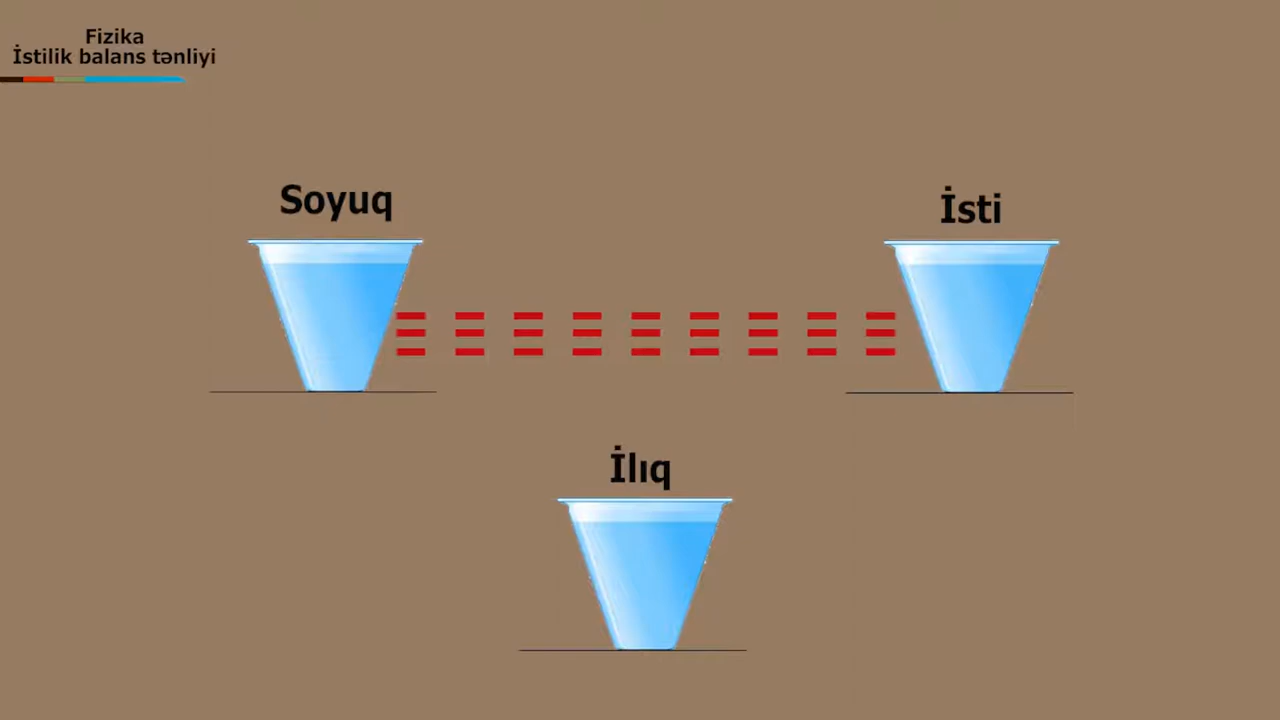 Fizika
İstilik balans tənliyi
Soyuq
İsti
İlıq